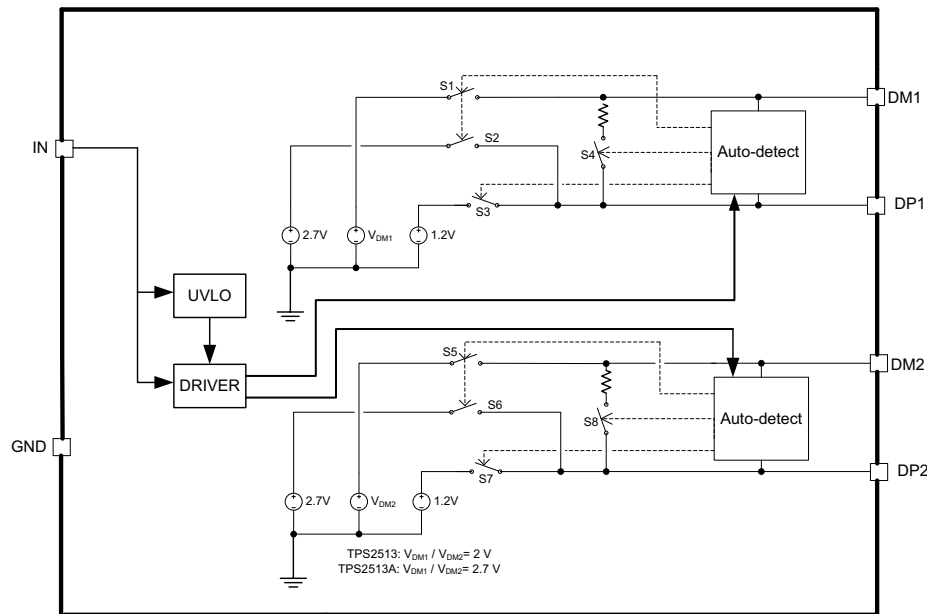 S1
DM1
S2
IN
S4
Auto-detect
S3
DP1
2.7V
VDM1
1.2V
UVLO
S5
DM2
DRIVER
S6
S8
Auto-detect
GND
S7
DP2
2.7V
VDM2
1.2V
TPS2513: VDM1 / VDM2= 2 V
TPS2513A: VDM1 / VDM2= 2.7 V